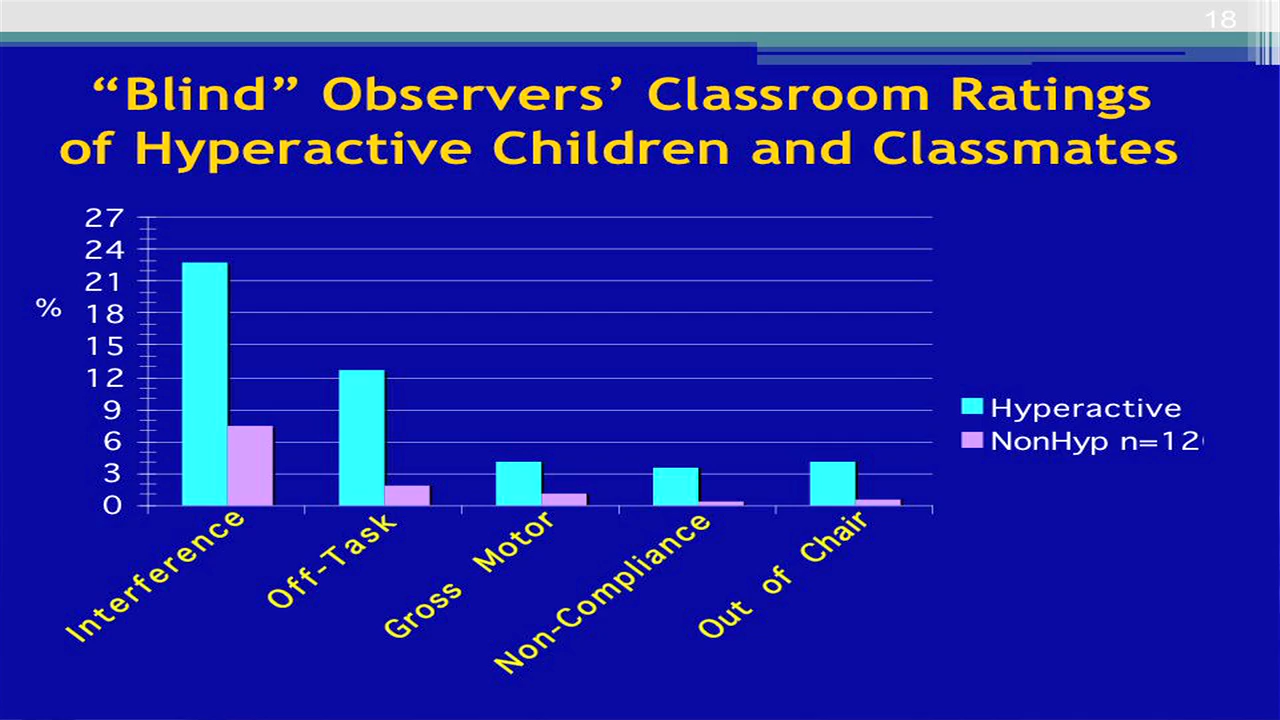 18
“Blind” Observers’ Classroom Ratings
of Hyperactive Children and Classmates
27
24
21
%
18
15
12
9
6
3
0
Hyperactive
NonHyp
Interference
Off-Task
Gross Motor
Non-Compliance
Out of Chair